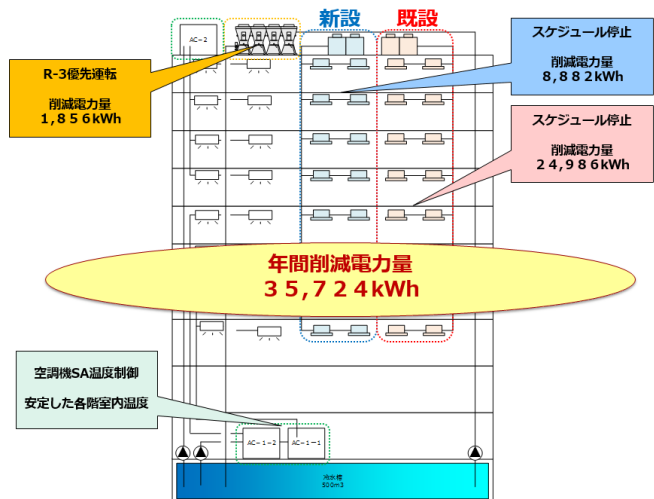 AC-2
新設
既設
R-3優先運転
削減電力量
1,856kWh
スケジュール停止
削減電力量
8,882kWh
スケジュール停止
削減電力量
24,986kWh
年間削減電力量
35,724kWh
空調機SA温度制御
安定した各階室内温度
AC-1-2
AC-1-1
冷水槽
500m3